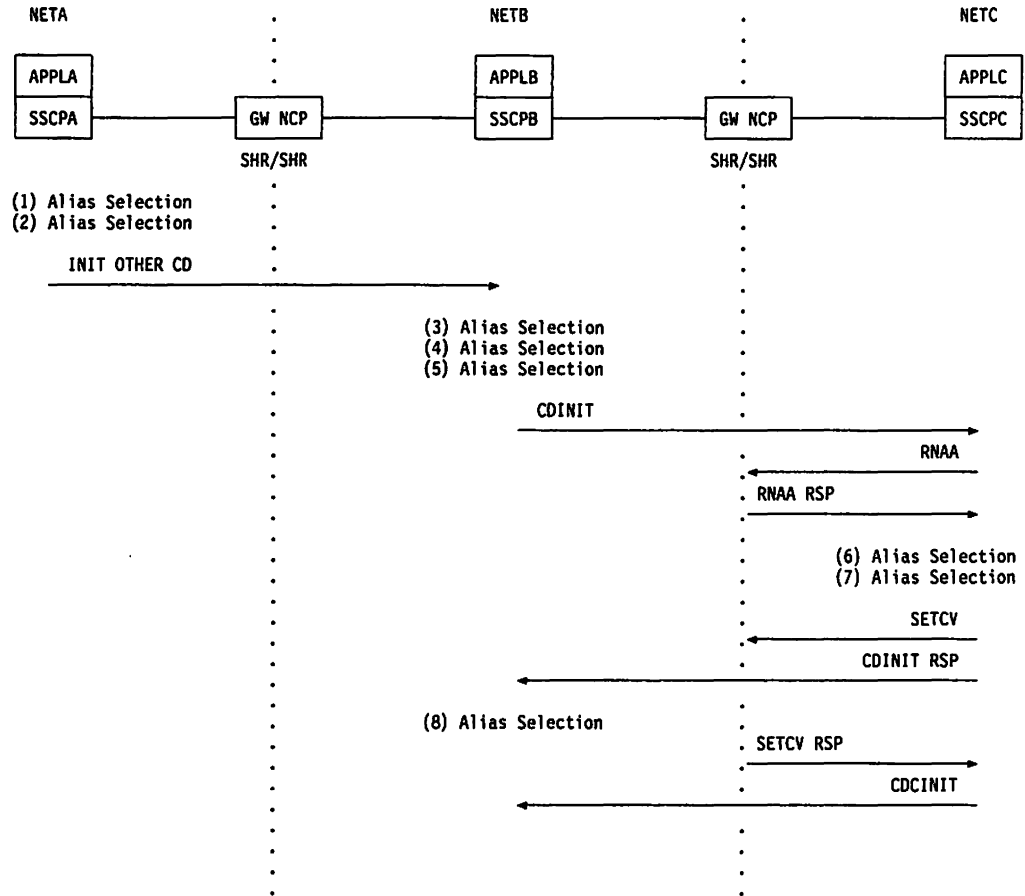 NETA NETB NETC
APPLA APPLB APPLC
SSCPA GW NCP SSCPB GW NCP SSCPC
SHR/SHR SHR/SHR
(1) Alias Selection
(2) Alias Selection
INIT OTHER CD
(3) Alias Selection
(4) Alias Selection
(5) Alias Selection
CDINIT
RNAA
RNAA RSP
(6) Alias Selection
(7) Alias Selection
SETCV
CDINIT RSP
(8) Alias Selection
SETCV RSP
CDCINIT